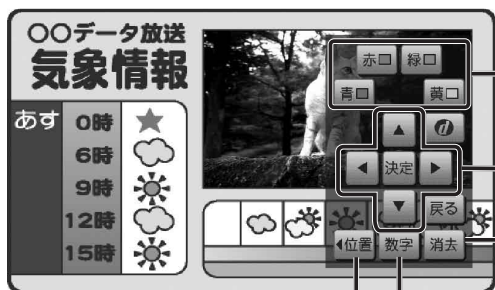 〇〇データ放送
気象情報
あす
0時
6時
9時
12時
15時
赤 緑
青 黄
d
決定
戻る
位置 数字 消去